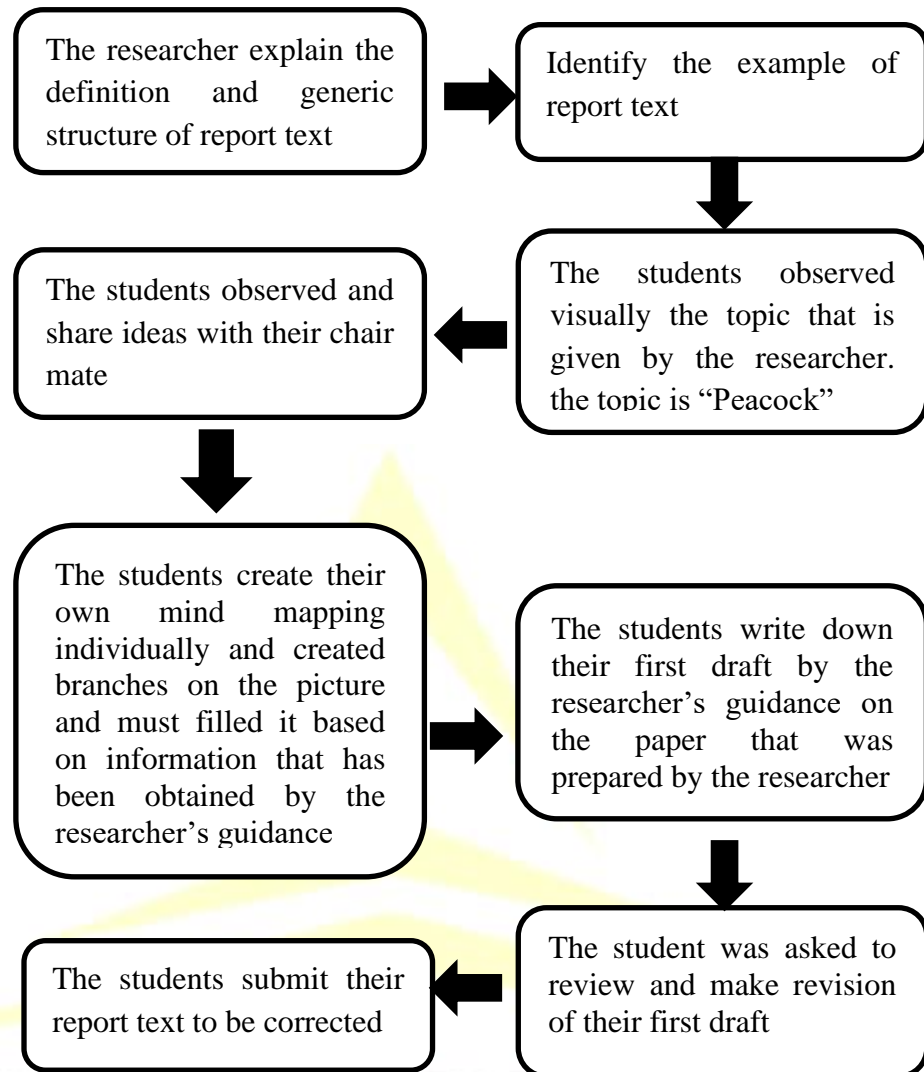 The researcher explain the
definition and generic
structure of report text
Identify the example of
report text
The students observed
visually the topic that is
given by the researcher.
the topic is “Peacock”
The students observed and
share ideas with their chair
mate
The students create their
own mind mapping
individually and created
branches on the picture
and must filled it based
on information that has
been obtained by the
researcher’s guidance
The students write down
their first draft by the
researcher’s guidance on
the paper that was
prepared by the researcher
The student was asked to
review and make revision
of their first draft
The students submit their
report text to be corrected